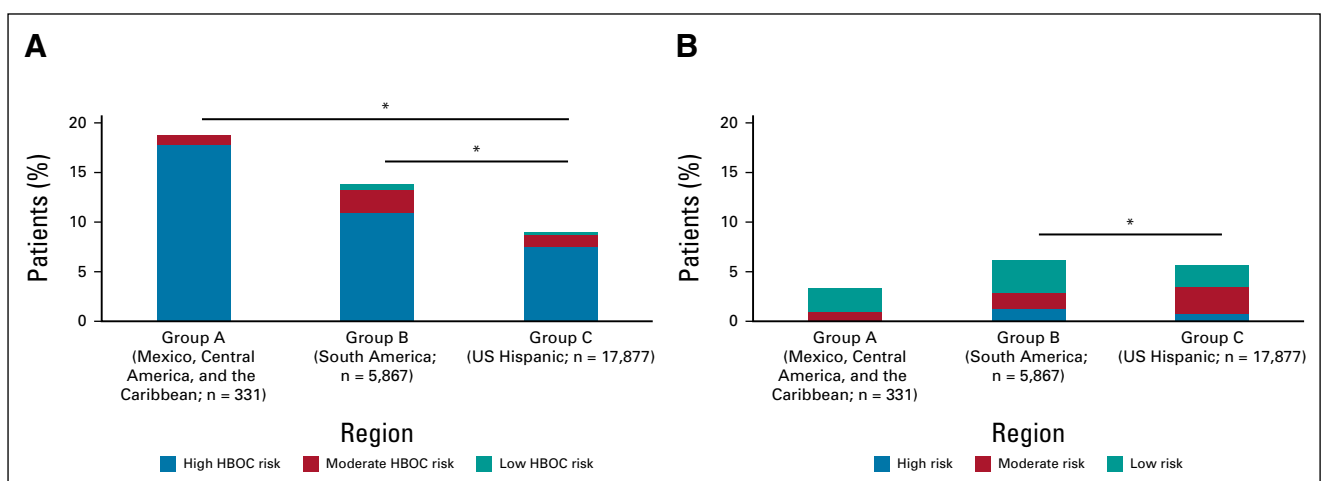 A
Patients (%)
20
15
10
5
0
*
*
Group A
(Mexico, Central
America, and the
Caribbean; n = 331)
Group B
(South America;
n = 5,867)
Group C
(US Hispanic; n = 17,877)
Region
High HBOC risk
Moderate HBOC risk
Low HBOC risk
B
Patients (%)
20
15
10
5
0
*
Group A
(Mexico, Central
America, and the
Caribbean; n = 331)
Group B
(South America;
n = 5,867)
Group C
(US Hispanic; n = 17,877)
Region
High risk
Moderate risk
Low risk